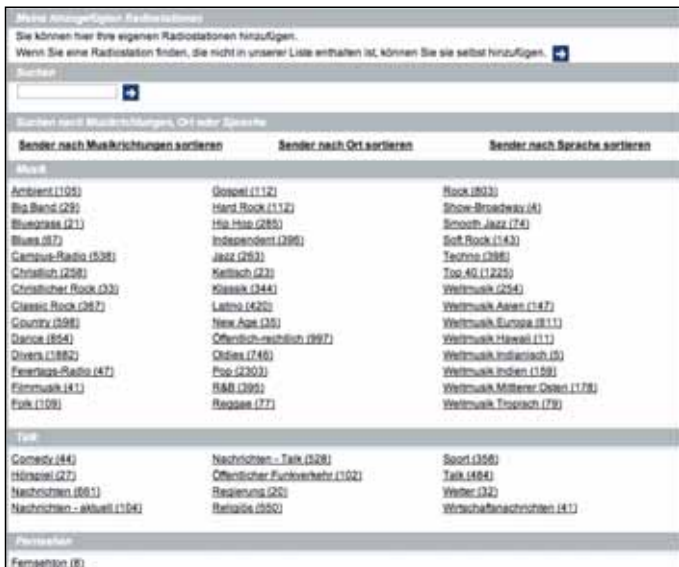 Meine hinzugefügten Radiostationen
Sie können hier Ihre eigenen Radiostationen hinzufügen.
Wenn Sie eine Radiostation finden, die nicht in unserer Liste enthalten ist, können Sie sie selbst hinzufügen.
Suchen
Suchen nach Musikrichtungen, Ort oder Sprache
Sender nach Musikrichtungen sortieren Sender nach Ort sortieren Sender nach Sprache sortieren
Musik
Ambient (105) Gospel (112) Rock (803)
Big Band (29) Hard Rock (112) Show-Broadway (4)
Bluegrass (21) Hip Hop (285) Smooth Jazz (74)
Blues (67) Independent (396) Soft Rock (143)
Campus-Radio (538) Jazz (263) Techno (398)
Christlich (258) Keltisch (23) Top 40 (1225)
Christlicher Rock (33) Klassik (344) Weltmusik (254)
Classic Rock (367) Latino (420) Weltmusik Asien (147)
Country (598) New Age (35) Weltmusik Europa (811)
Dance (854) Öffentlich-rechtlich (997) Weltmusik Hawaii (11)
Divers (1882) Oldies (746) Weltmusik Indianisch (5)
Feiertags-Radio (47) Pop (2303) Weltmusik Indien (159)
Filmmusik (41) R&B (395) Weltmusik Mittlerer Osten (178)
Folk (109) Reggae (77) Weltmusik Tropisch (79)
Talk
Comedy (44) Nachrichten - Talk (528) Sport (356)
Hörspiel (27) Öffentlicher Funkverkehr (102) Talk (484)
Nachrichten (661) Regierung (20) Wetter (32)
Nachrichten - aktuell (104) Religiös (550) Wirtschaftsnachrichten (41)
Fernsehen
Fernsehton (6)